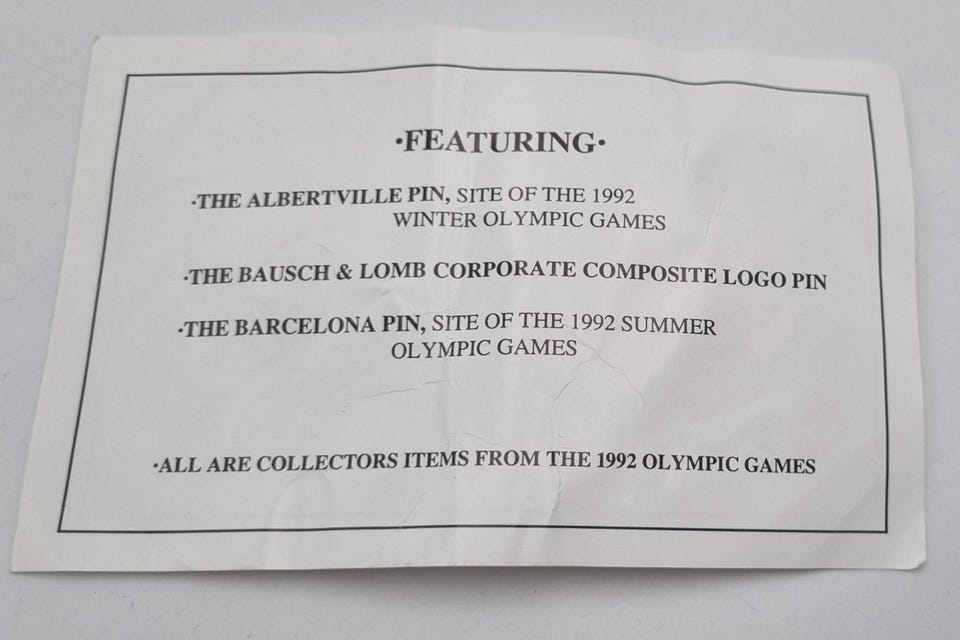 ·FEATURING·
·THE ALBERTVILLE PIN, SITE OF THE 1992
WINTER OLYMPIC GAMES
·THE BAUSCH & LOMB CORPORATE COMPOSITE LOGO PIN
·THE BARCELONA PIN, SITE OF THE 1992 SUMMER
OLYMPIC GAMES
·ALL ARE COLLECTORS ITEMS FROM THE 1992 OLYMPIC GAMES